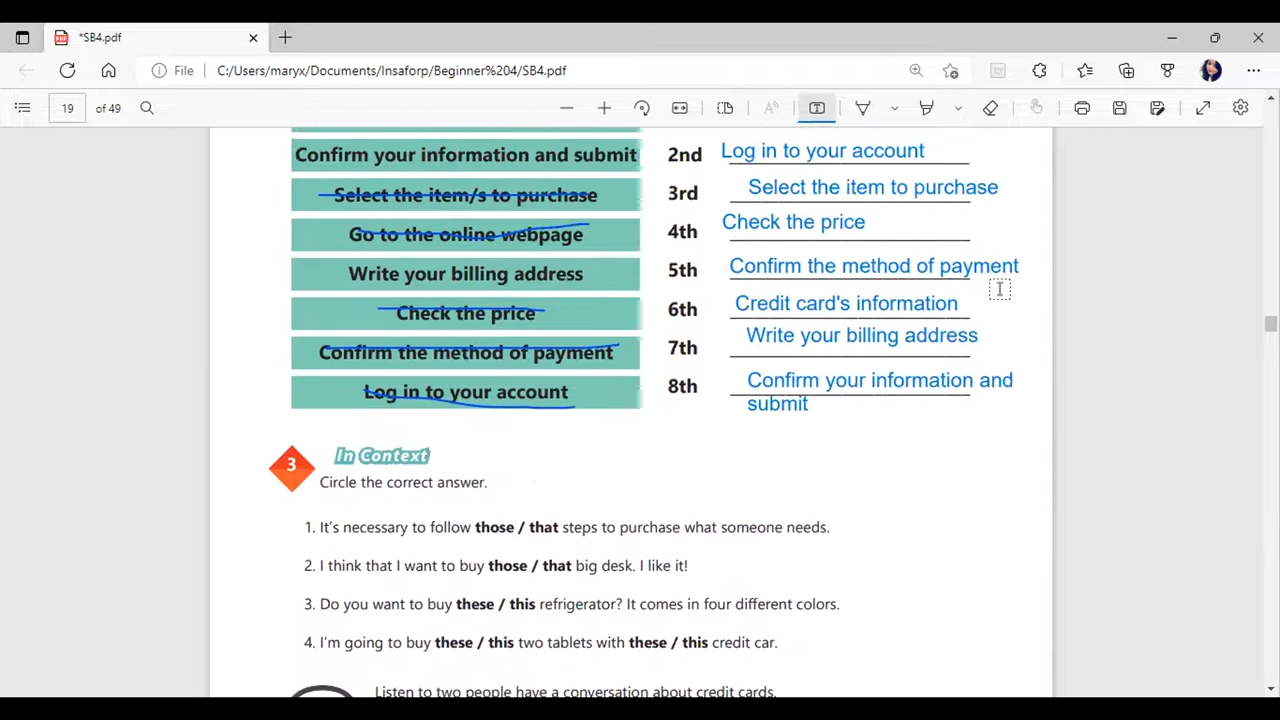 *SB4.pdf
File C:/Users/maryx/Documents/Insaforp/Beginner%204/SB4.pdf
19 of 49
Confirm your information and submit 2nd Log in to your account
Select the item/s to purchase 3rd Select the item to purchase
Go to the online webpage 4th Check the price
Write your billing address 5th Confirm the method of payment
Check the price 6th Credit card's information
Confirm the method of payment 7th Write your billing address
Log in to your account 8th Confirm your information and
submit
3 In Context
Circle the correct answer.
1. It's necessary to follow those / that steps to purchase what someone needs.
2. I think that I want to buy those / that big desk. I like it!
3. Do you want to buy these / this refrigerator? It comes in four different colors.
4. I'm going to buy these / this two tablets with these / this credit car.
Listen to two people have a conversation about credit cards.